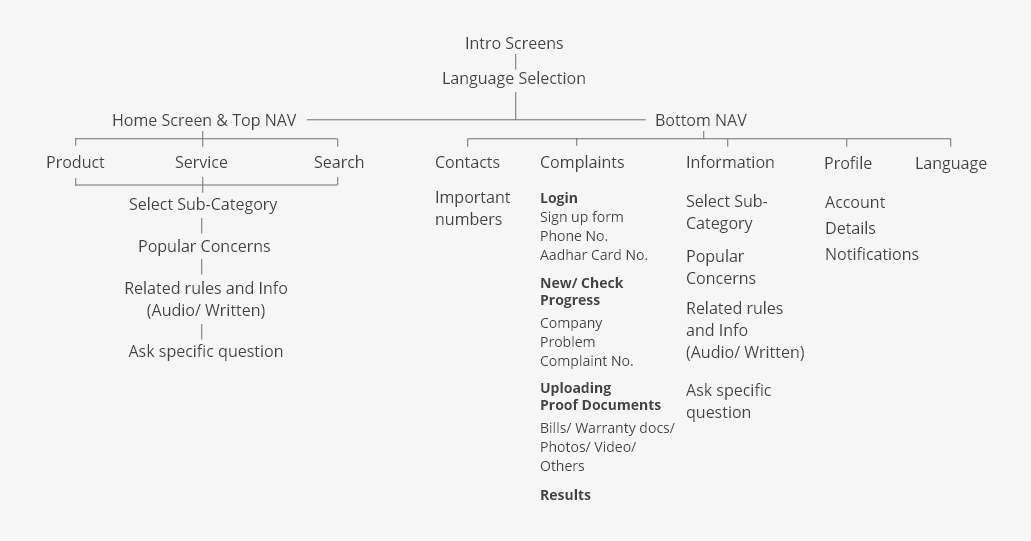 Intro Screens
Language Selection
Home Screen & Top NAV
Bottom NAV
Product
Service
Search
Select Sub-Category
Popular Concerns
Related rules and Info
(Audio/ Written)
Ask specific question
Contacts
Important
numbers
Complaints
Login
Sign up form
Phone No.
Aadhar Card No.
New/ Check
Progress
Company
Problem
Complaint No.
Uploading
Proof Documents
Bills/ Warranty docs/
Photos/ Video/
Others
Results
Information
Select Sub-
Category
Popular
Concerns
Related rules
and Info
(Audio/ Written)
Ask specific
question
Profile
Account
Details
Notifications
Language